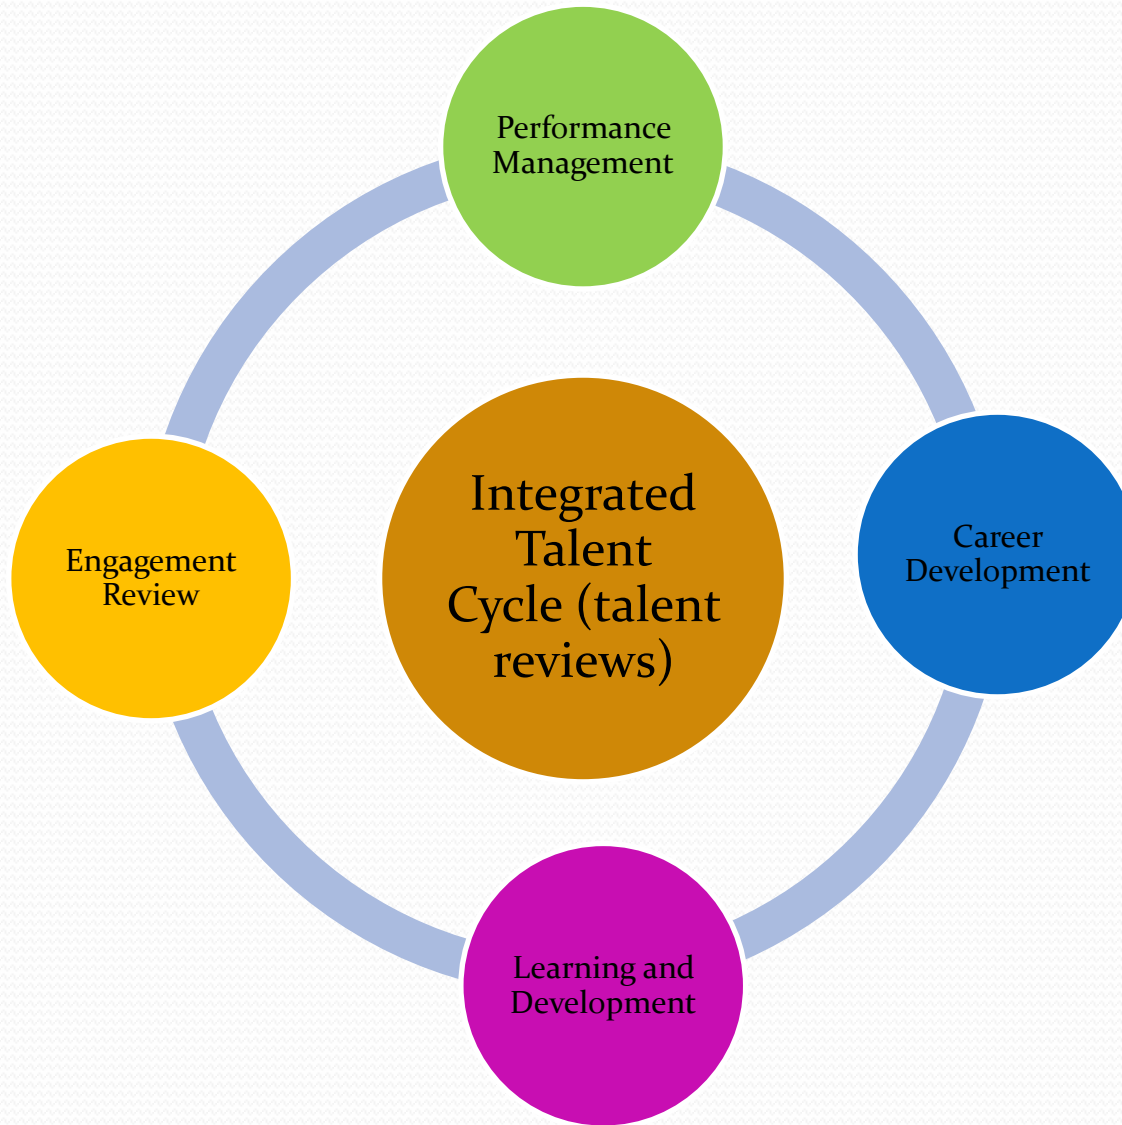 Performance
Management
Career
Development
Integrated
Talent
Cycle (talent
reviews)
Engagement
Review
Learning and
Development